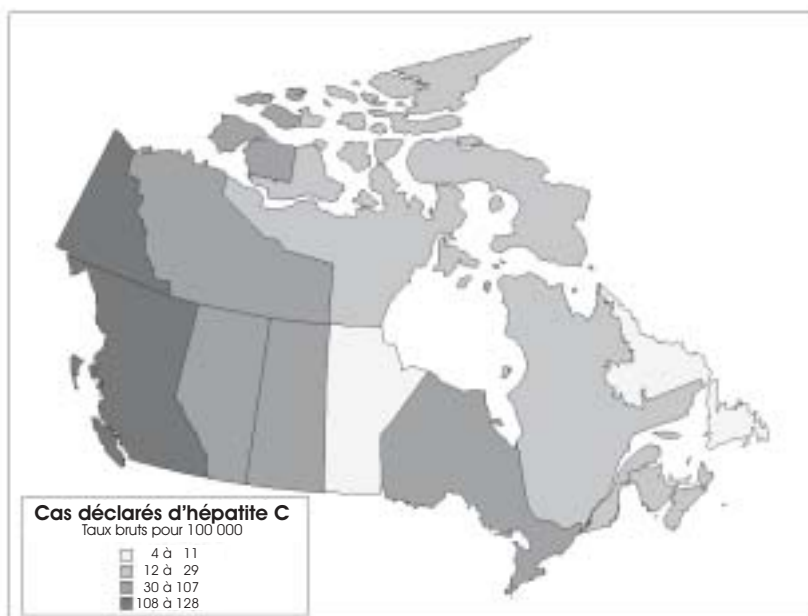 Cas déclarés d'hépatite C
Taux bruts pour 100 000
4 à 11
12 à 29
30 à 107
108 à 128